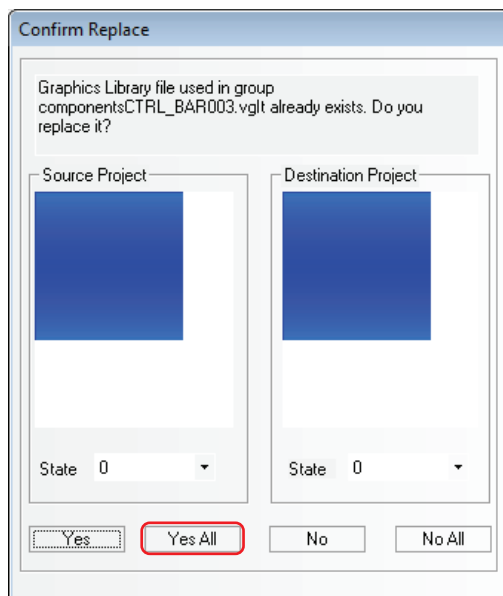 Confirm Replace
Graphics Library file used in group
componentsCTRL_BAR003.vglt already exists. Do you
replace it?
Source Project
Destination Project
State 0
State 0
Yes
Yes All
No
No All